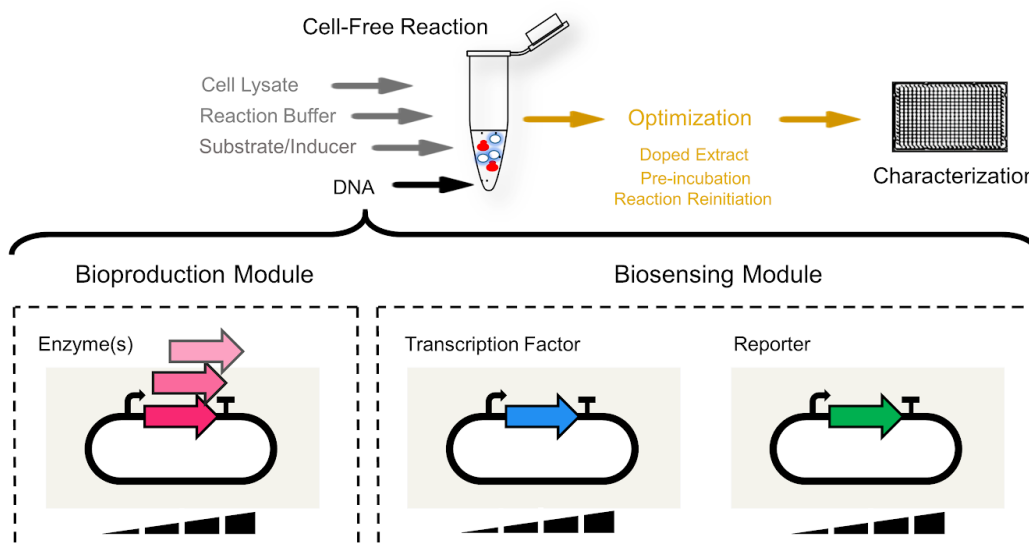 Cell-Free Reaction
Cell Lysate
Reaction Buffer
Substrate/Inducer
DNA
Optimization
Doped Extract
Pre-incubation
Reaction Reinitiation
Characterization
Bioproduction Module
Biosensing Module
Enzyme(s)
Transcription Factor
Reporter